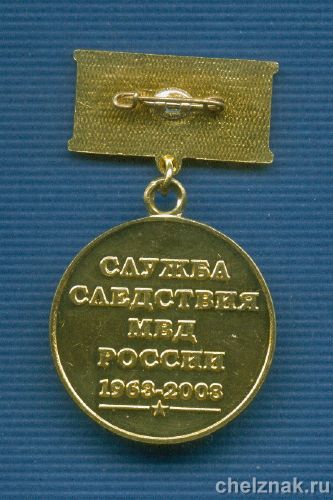 СЛУЖБА
СЛЕДСТВИЯ
МВД
РОССИИ
1963-2003
chelznak.ru